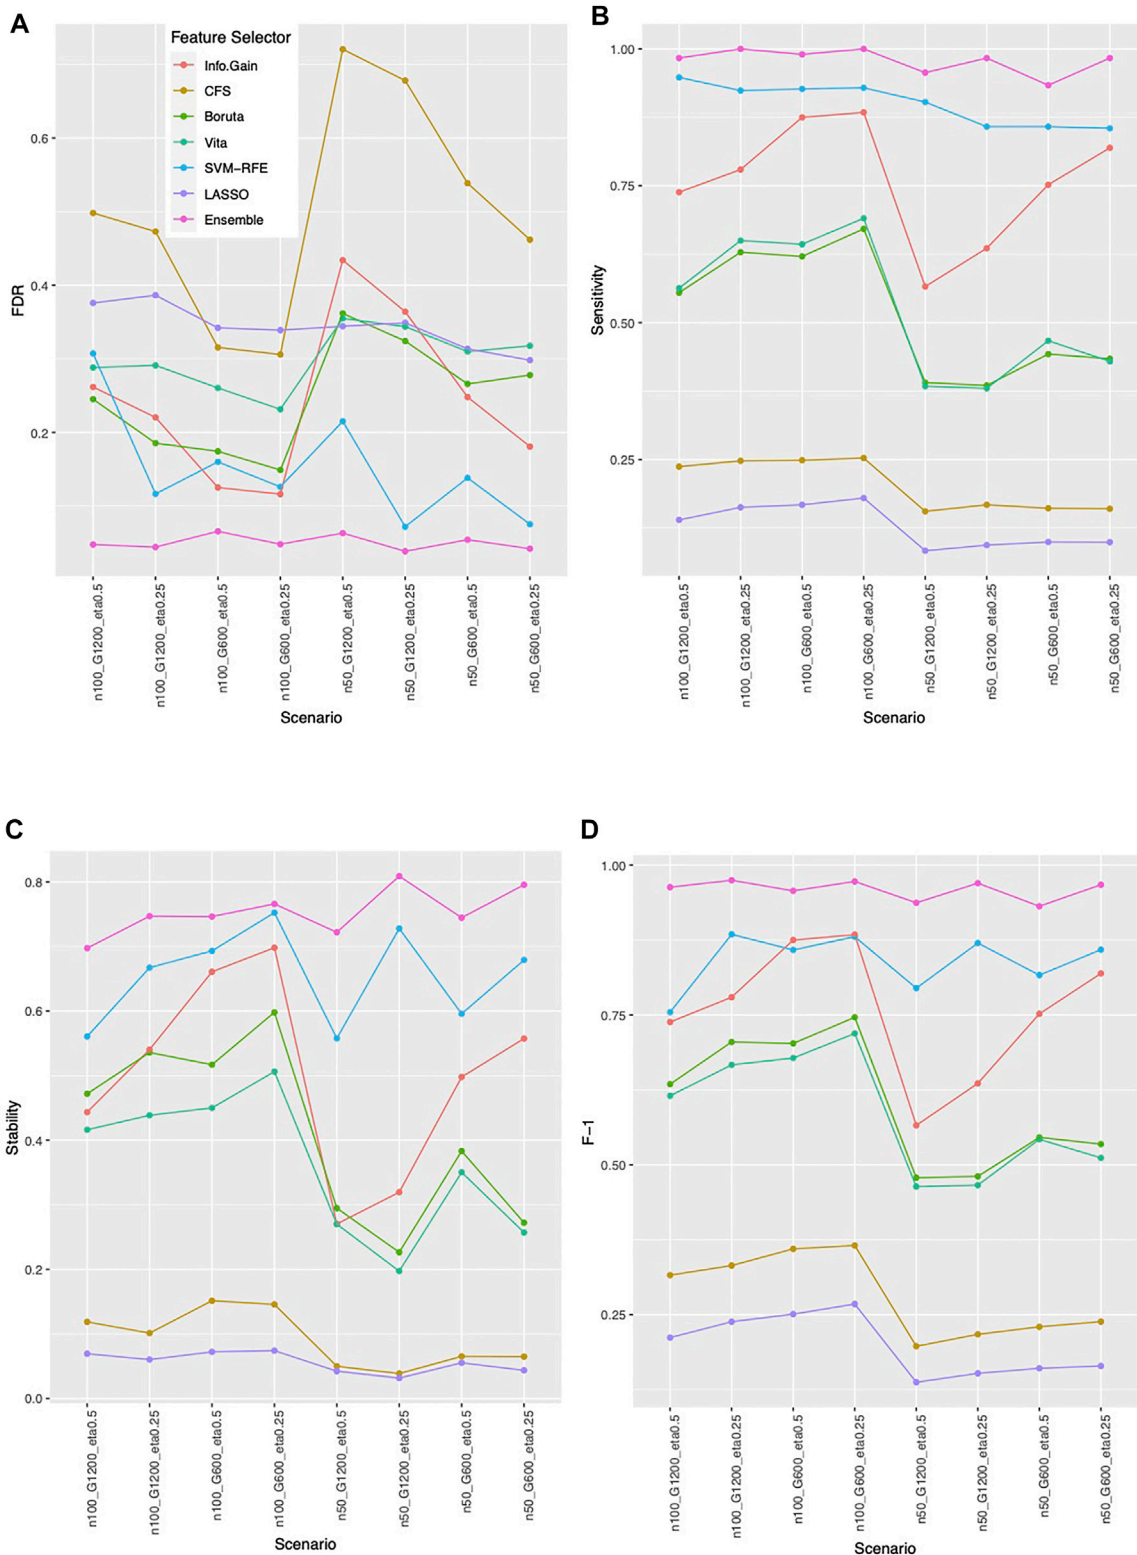 A
Feature Selector
Info.Gain
CFS
Boruta
Vita
SVM-RFE
LASSO
Ensemble
FDR
0.6
0.4
0.2
n100_G1200_eta0.5
n100_G1200_eta0.25
n100_G600_eta0.5
n100_G600_eta0.25
n50_G1200_eta0.5
n50_G1200_eta0.25
n50_G600_eta0.5
n50_G600_eta0.25
Scenario
B
Sensitivity
1.00
0.75
0.50
0.25
n100_G1200_eta0.5
n100_G1200_eta0.25
n100_G600_eta0.5
n100_G600_eta0.25
n50_G1200_eta0.5
n50_G1200_eta0.25
n50_G600_eta0.5
n50_G600_eta0.25
Scenario
C
Stability
0.8
0.6
0.4
0.2
0.0
n100_G1200_eta0.5
n100_G1200_eta0.25
n100_G600_eta0.5
n100_G600_eta0.25
n50_G1200_eta0.5
n50_G1200_eta0.25
n50_G600_eta0.5
n50_G600_eta0.25
Scenario
D
F-1
1.00
0.75
0.50
0.25
n100_G1200_eta0.5
n100_G1200_eta0.25
n100_G600_eta0.5
n100_G600_eta0.25
n50_G1200_eta0.5
n50_G1200_eta0.25
n50_G600_eta0.5
n50_G600_eta0.25
Scenario